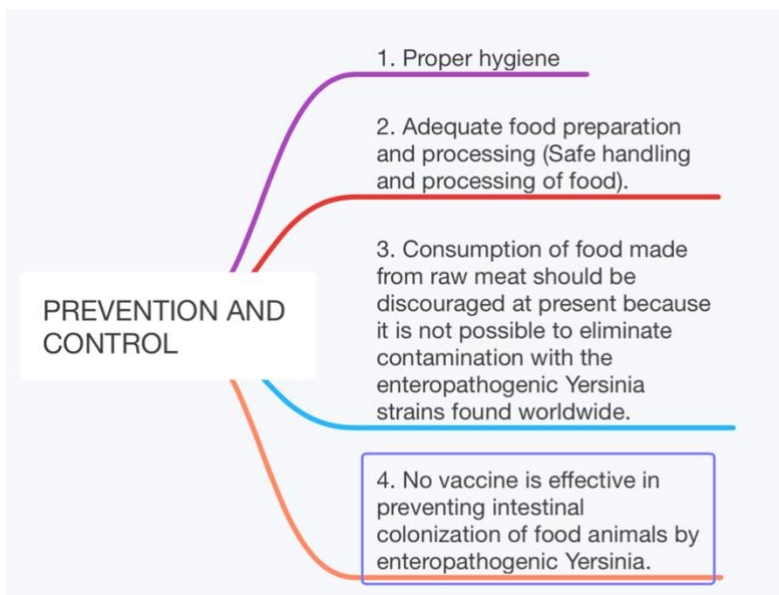 1. Proper hygiene
2. Adequate food preparation
and processing (Safe handling
and processing of food).
3. Consumption of food made
from raw meat should be
discouraged at present because
it is not possible to eliminate
contamination with the
enteropathogenic Yersinia
strains found worldwide.
PREVENTION AND
CONTROL
4. No vaccine is effective in
preventing intestinal
colonization of food animals by
enteropathogenic Yersinia.